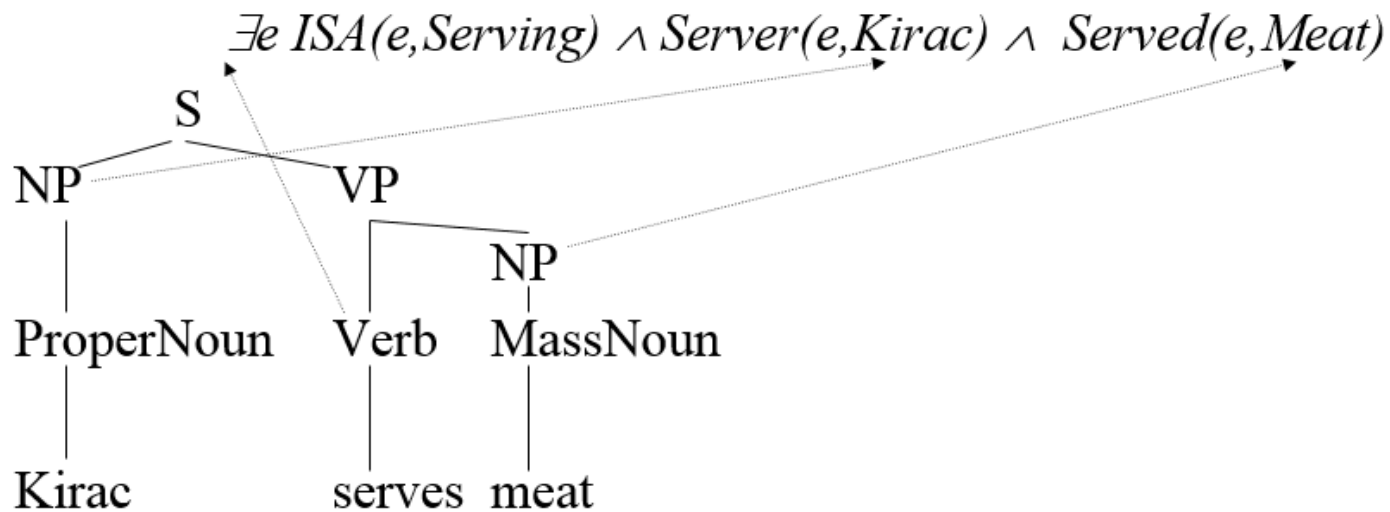 ∃e ISA(e,Serving) ∧ Server(e,Kirac) ∧ Served(e,Meat)
S
NP VP
NP
ProperNoun Verb MassNoun
Kirac serves meat